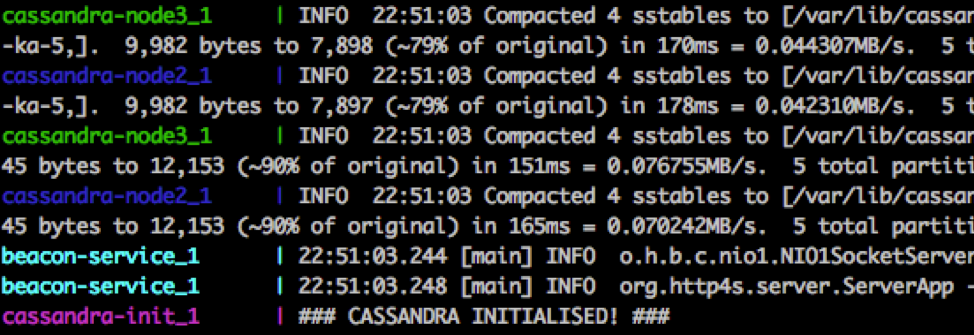 cassandra-node3_1 | INFO 22:51:03 Compacted 4 sstables to [/var/lib/cassan
-ka-5,]. 9,982 bytes to 7,898 (~79% of original) in 170ms = 0.044307MB/s. 5 t
cassandra-node2_1 | INFO 22:51:03 Compacted 4 sstables to [/var/lib/cassan
-ka-5,]. 9,982 bytes to 7,897 (~79% of original) in 178ms = 0.042310MB/s. 5 t
cassandra-node3_1 | INFO 22:51:03 Compacted 4 sstables to [/var/lib/cassan
45 bytes to 12,153 (~90% of original) in 151ms = 0.076755MB/s. 5 total partiti
cassandra-node2_1 | INFO 22:51:03 Compacted 4 sstables to [/var/lib/cassan
45 bytes to 12,153 (~90% of original) in 165ms = 0.070242MB/s. 5 total partiti
beacon-service_1 | 22:51:03.244 [main] INFO o.h.b.c.nio1.NIO1SocketServer
beacon-service_1 | 22:51:03.248 [main] INFO org.http4s.server.ServerApp -
cassandra-init_1 | ### CASSANDRA INITIALISED! ###